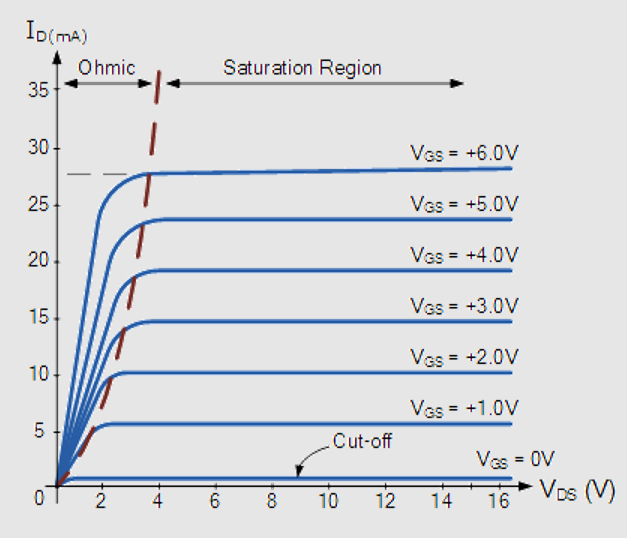 I_D(mA)
Ohmic
Saturation Region
35
30
25
20
15
10
5
0
V_GS = +6.0V
V_GS = +5.0V
V_GS = +4.0V
V_GS = +3.0V
V_GS = +2.0V
V_GS = +1.0V
Cut-off
V_GS = 0V
2 4 6 8 10 12 14 16
V_DS (V)